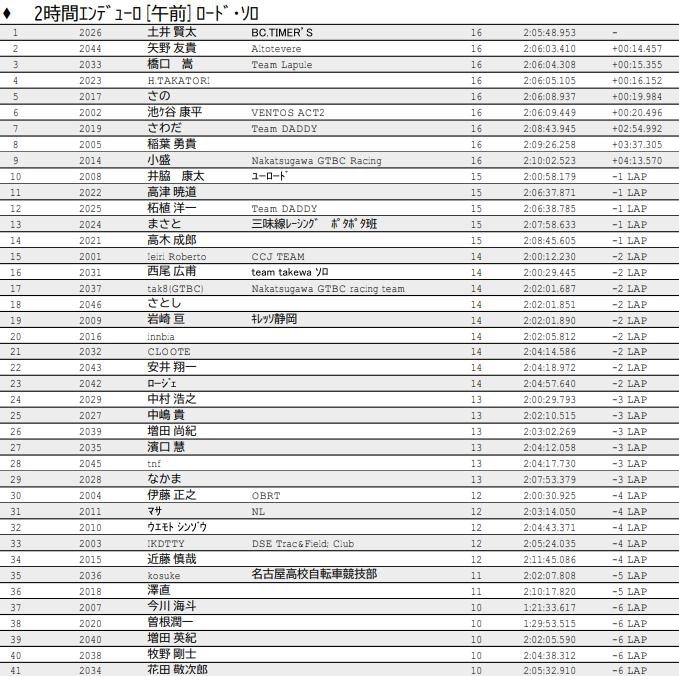 ♦ 2時間ｴﾝﾃﾞｭｰﾛ [午前] ﾛｰﾄﾞ・ｿﾛ
1 2026 土井 賢太 BC.TIMER'S 16 2:05:48.953 -
2 2044 矢野 友貴 Altotevere 16 2:06:03.410 +00:14.457
3 2033 橋口 嵩 Team Lapule 16 2:06:04.308 +00:15.355
4 2023 H.TAKATORI 16 2:06:05.105 +00:16.152
5 2017 さの 16 2:06:08.937 +00:19.984
6 2002 池ケ谷 康平 VENTOS ACT2 16 2:06:09.449 +00:20.496
7 2019 さわだ Team DADDY 16 2:08:43.945 +02:54.992
8 2005 稲葉 勇貴 16 2:09:26.258 +03:37.305
9 2014 小盛 Nakatsugawa GTBC Racing 16 2:10:02.523 +04:13.570
10 2008 井脇 康太 ﾕｰﾛｰﾄﾞ 15 2:00:58.179 -1 LAP
11 2022 高津 暁道 15 2:06:37.871 -1 LAP
12 2025 柘植 洋一 Team DADDY 15 2:06:38.785 -1 LAP
13 2024 まさと 三味線ﾚｰｼﾝｸﾞ ﾎﾟﾀﾎﾟﾀ班 15 2:07:58.633 -1 LAP
14 2021 高木 成郎 15 2:08:45.605 -1 LAP
15 2001 Ieiri Roberto CCJ TEAM 14 2:00:12.230 -2 LAP
16 2031 西尾 広甫 team takewa ｿﾛ 14 2:00:29.445 -2 LAP
17 2037 tak8(GTBC) Nakatsugawa GTBC racing team 14 2:02:01.687 -2 LAP
18 2046 さとし 14 2:02:01.851 -2 LAP
19 2009 岩崎 亘 ｷﾚｯｿ静岡 14 2:02:01.890 -2 LAP
20 2016 innbia 14 2:02:05.812 -2 LAP
21 2032 CLOOTE 14 2:04:14.586 -2 LAP
22 2043 安井 翔一 14 2:04:18.972 -2 LAP
23 2042 ﾛｰｼﾞｪ 14 2:04:57.640 -2 LAP
24 2029 中村 浩之 13 2:00:29.793 -3 LAP
25 2027 中嶋 貴 13 2:02:10.515 -3 LAP
26 2039 増田 尚紀 13 2:03:02.269 -3 LAP
27 2035 濱口 慧 13 2:04:12.058 -3 LAP
28 2045 tnf 13 2:04:17.730 -3 LAP
29 2028 なかま 13 2:07:53.379 -3 LAP
30 2004 伊藤 正之 OBRT 12 2:00:30.925 -4 LAP
31 2011 ﾏｻ NL 12 2:03:14.050 -4 LAP
32 2010 ｳｴﾓﾄ ｼﾝｿﾞｳ 12 2:04:43.371 -4 LAP
33 2003 IKDTTY DSE Trac&Field; Club 12 2:05:24.035 -4 LAP
34 2015 近藤 慎哉 12 2:11:45.086 -4 LAP
35 2036 kosuke 名古屋高校自転車競技部 11 2:02:07.808 -5 LAP
36 2018 澤直 11 2:10:17.820 -5 LAP
37 2007 今川 海斗 10 1:21:33.617 -6 LAP
38 2020 曽根潤一 10 1:29:53.515 -6 LAP
39 2040 増田 英紀 10 2:02:05.590 -6 LAP
40 2038 牧野 剛士 10 2:04:38.312 -6 LAP
41 2034 花田 敬次郎 10 2:05:32.910 -6 LAP